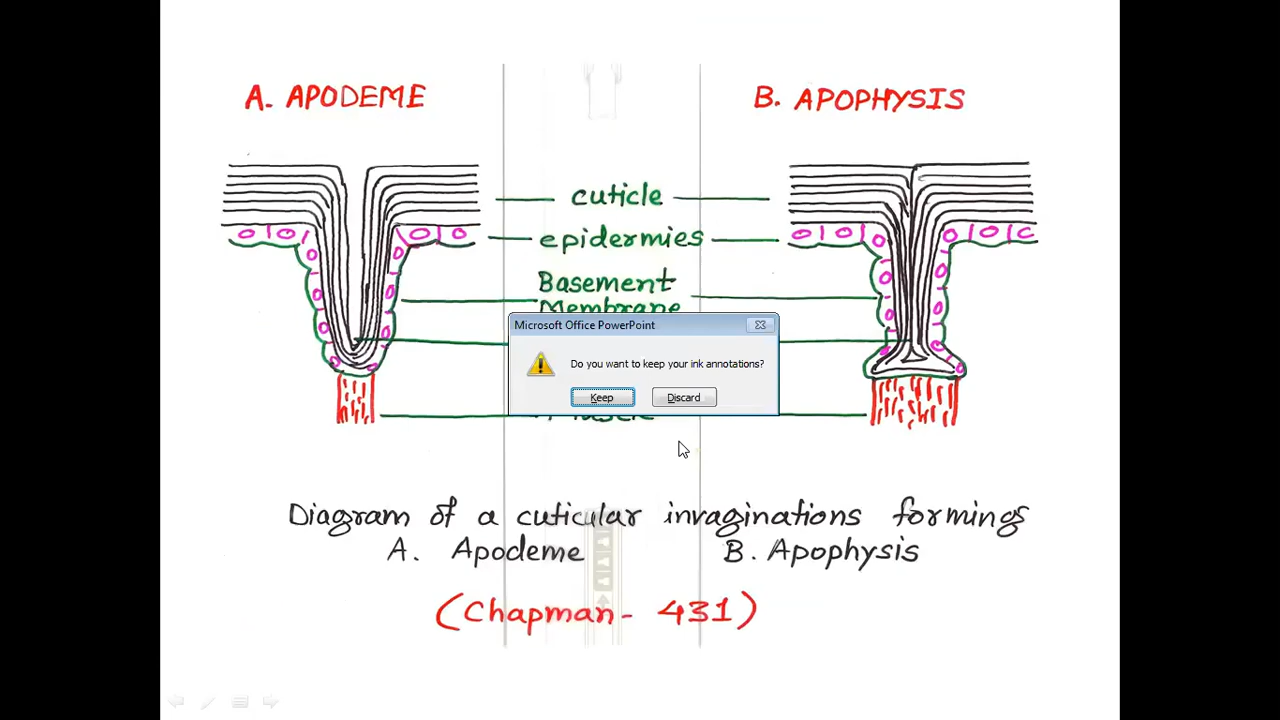 A. APODEME
B. APOPHYSIS
cuticle
epidermies
Basement
Membrane
Microsoft Office PowerPoint
Do you want to keep your ink annotations?
Keep
Discard
Diagram of a cuticular invaginations formings
A. Apodeme
B. Apophysis
(Chapman - 431)